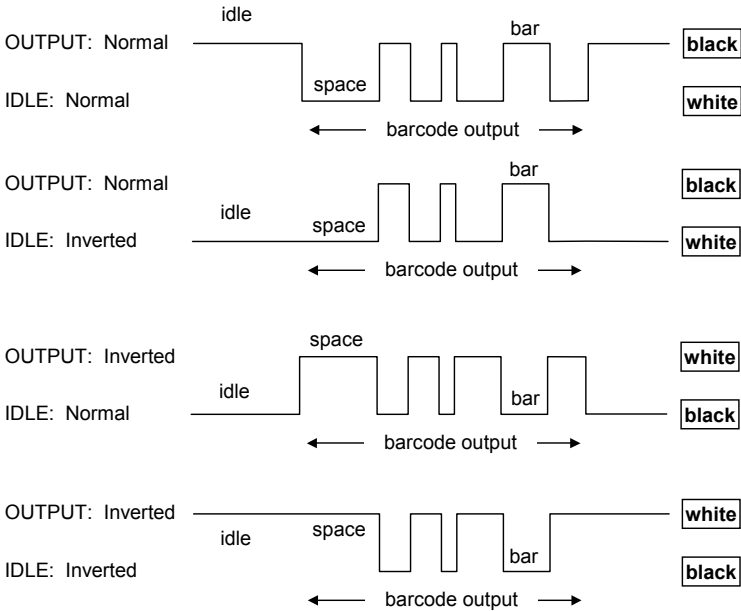 idle
OUTPUT: Normal
bar
black
space
IDLE: Normal
white
barcode output
OUTPUT: Normal
bar
black
idle
space
IDLE: Inverted
white
barcode output
space
OUTPUT: Inverted
white
idle
bar
IDLE: Normal
black
barcode output
OUTPUT: Inverted
white
idle
space
bar
IDLE: Inverted
black
barcode output